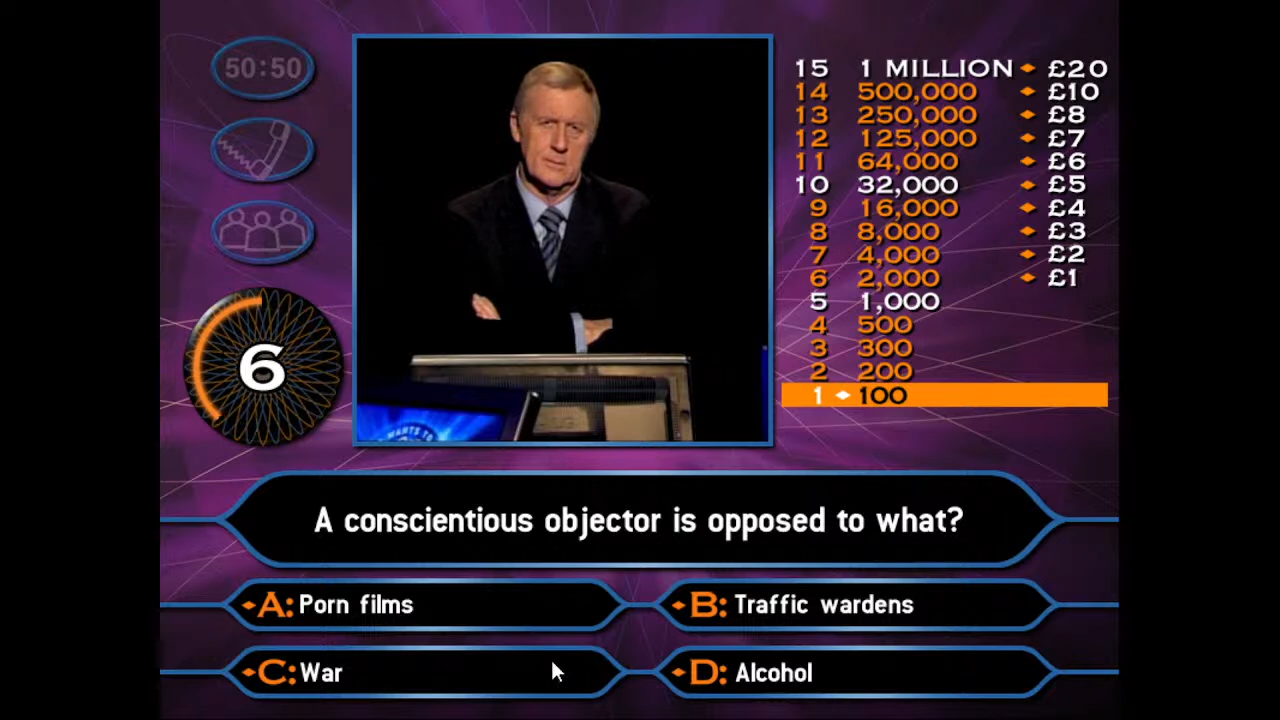 50:50
15 1 MILLION £20
14 500,000 £10
13 250,000 £8
12 125,000 £7
11 64,000 £6
10 32,000 £5
9 16,000 £4
8 8,000 £3
7 4,000 £2
6 2,000 £1
5 1,000
4 500
3 300
2 200
1 100
6
WANTS TO
A conscientious objector is opposed to what?
A: Porn films
B: Traffic wardens
C: War
D: Alcohol